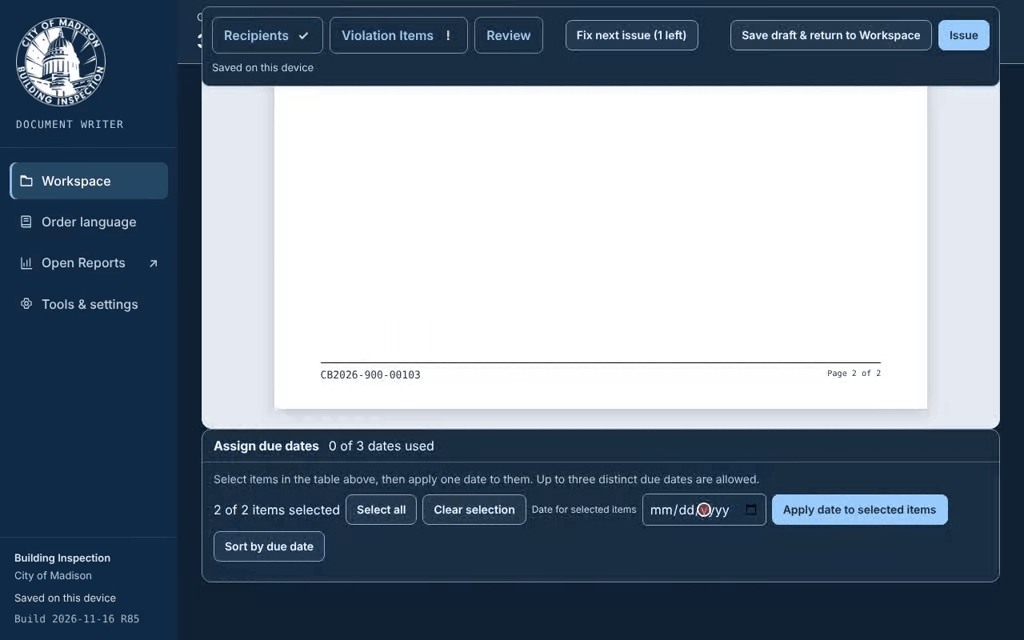 CITY OF MADISON
BUILDING INSPECTION
DOCUMENT WRITER
Workspace
Order language
Open Reports
Tools & settings
Building Inspection
City of Madison
Saved on this device
Build 2026-11-16 R85
Recipients
Violation Items !
Review
Fix next issue (1 left)
Save draft & return to Workspace
Issue
Saved on this device
CB2026-900-00103
Page 2 of 2
Assign due dates 0 of 3 dates used
Select items in the table above, then apply one date to them. Up to three distinct due dates are allowed.
2 of 2 items selected
Select all
Clear selection
Date for selected items
mm/dd/yyyy
Apply date to selected items
Sort by due date